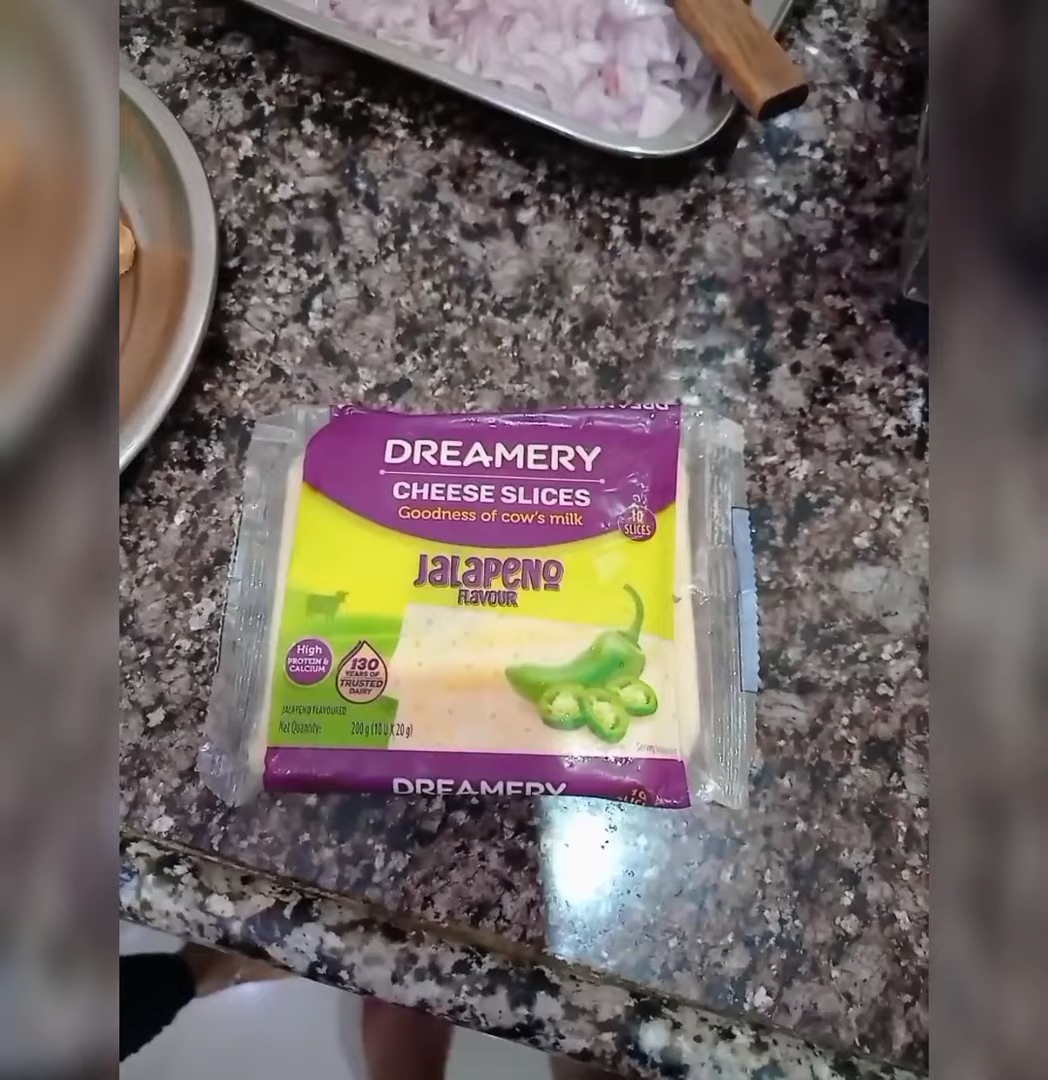 DREAMERY
CHEESE SLICES
Goodness of cow's milk
10
SLICES
JALAPENO
FLAVOUR
High
PROTEIN &
CALCIUM
130
YEARS OF
TRUSTED
DAIRY
JALAPENO FLAVOURED
Net Quantity: 200 g (10 U X 20 g)
DREAMERY
10